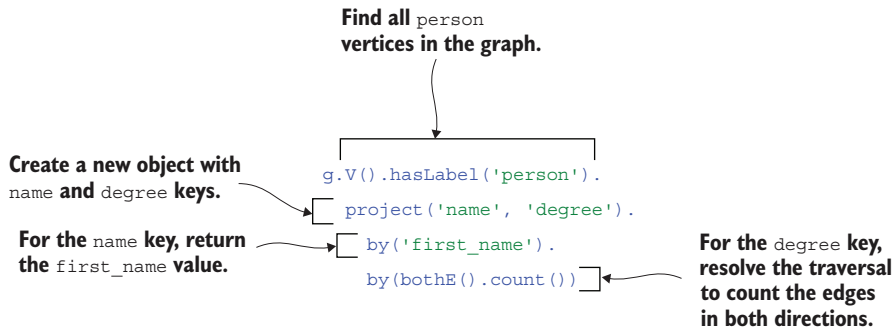 Find all person
vertices in the graph.
g.V().hasLabel('person').
Create a new object with
name and degree keys.
project('name', 'degree').
For the name key, return
the first_name value.
by('first_name').
by(bothE().count())
For the degree key,
resolve the traversal
to count the edges
in both directions.